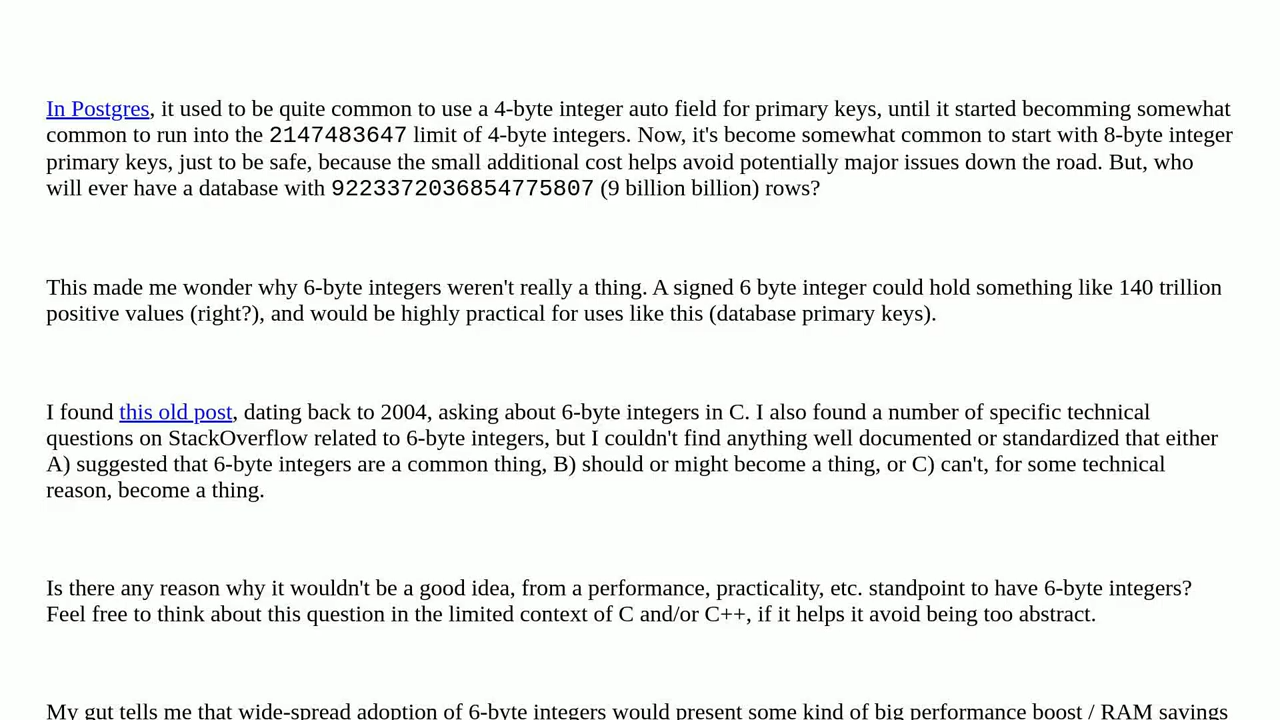 In Postgres, it used to be quite common to use a 4-byte integer auto field for primary keys, until it started becomming somewhat
common to run into the 2147483647 limit of 4-byte integers. Now, it's become somewhat common to start with 8-byte integer
primary keys, just to be safe, because the small additional cost helps avoid potentially major issues down the road. But, who
will ever have a database with 9223372036854775807 (9 billion billion) rows?
This made me wonder why 6-byte integers weren't really a thing. A signed 6 byte integer could hold something like 140 trillion
positive values (right?), and would be highly practical for uses like this (database primary keys).
I found this old post, dating back to 2004, asking about 6-byte integers in C. I also found a number of specific technical
questions on StackOverflow related to 6-byte integers, but I couldn't find anything well documented or standardized that either
A) suggested that 6-byte integers are a common thing, B) should or might become a thing, or C) can't, for some technical
reason, become a thing.
Is there any reason why it wouldn't be a good idea, from a performance, practicality, etc. standpoint to have 6-byte integers?
Feel free to think about this question in the limited context of C and/or C++, if it helps it avoid being too abstract.
My gut tells me that wide-spread adoption of 6-byte integers would present some kind of big performance boost / RAM savings